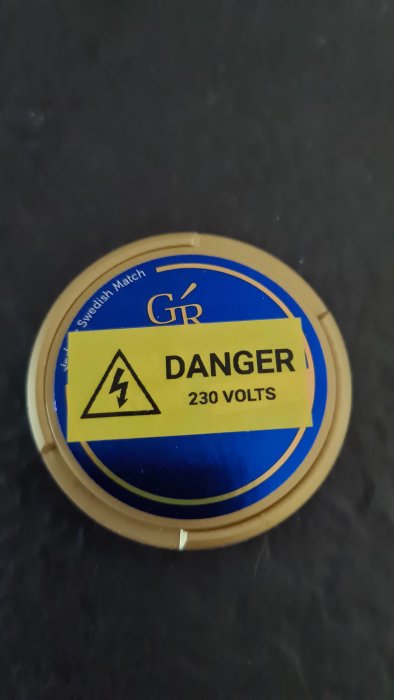 Swedish Match
GR
DANGER
230 VOLTS